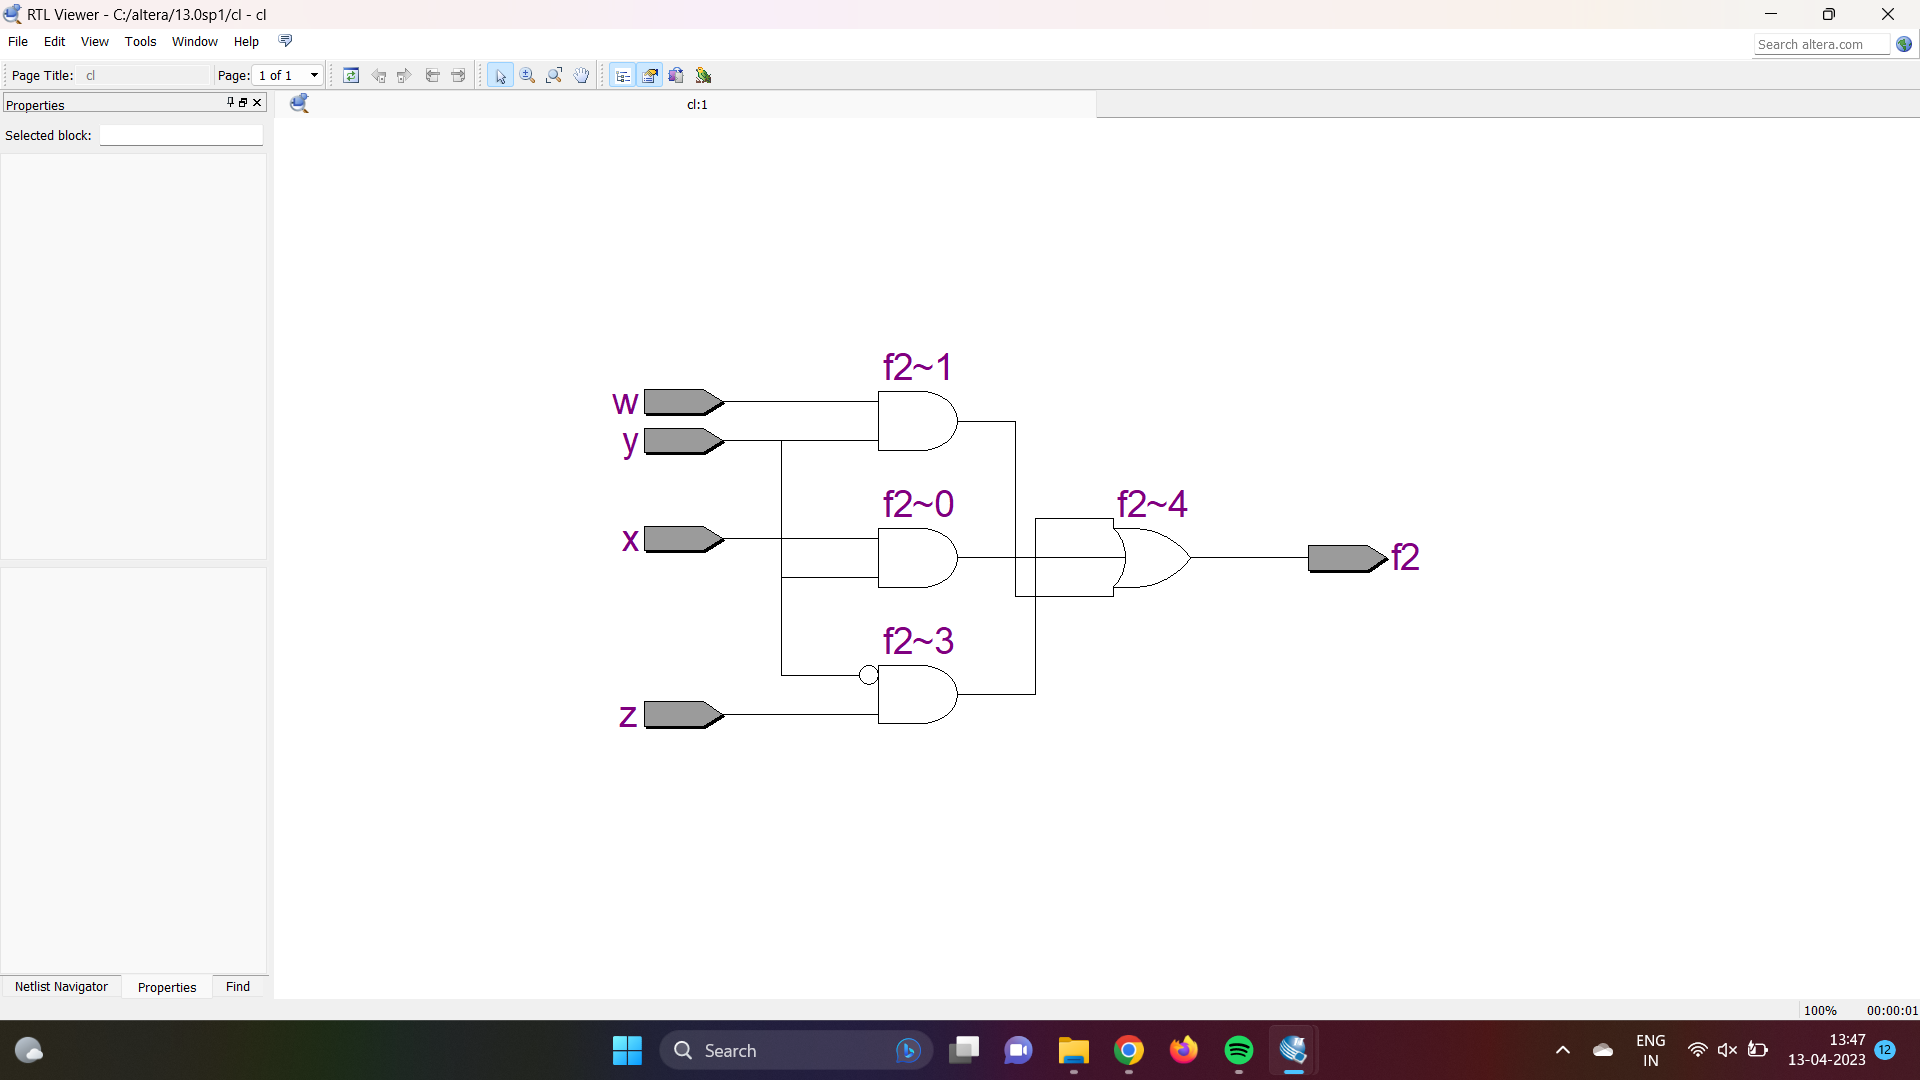 RTL Viewer - C:/altera/13.0sp1/cl - cl
File Edit View Tools Window Help
Search altera.com
Page Title: cl Page: 1 of 1
Properties
cl:1
Selected block:
f2~1
w
y
f2~0
f2~4
x
f2
f2~3
z
Netlist Navigator Properties Find
100% 00:00:01
Search
ENG
IN
13:47
13-04-2023
12